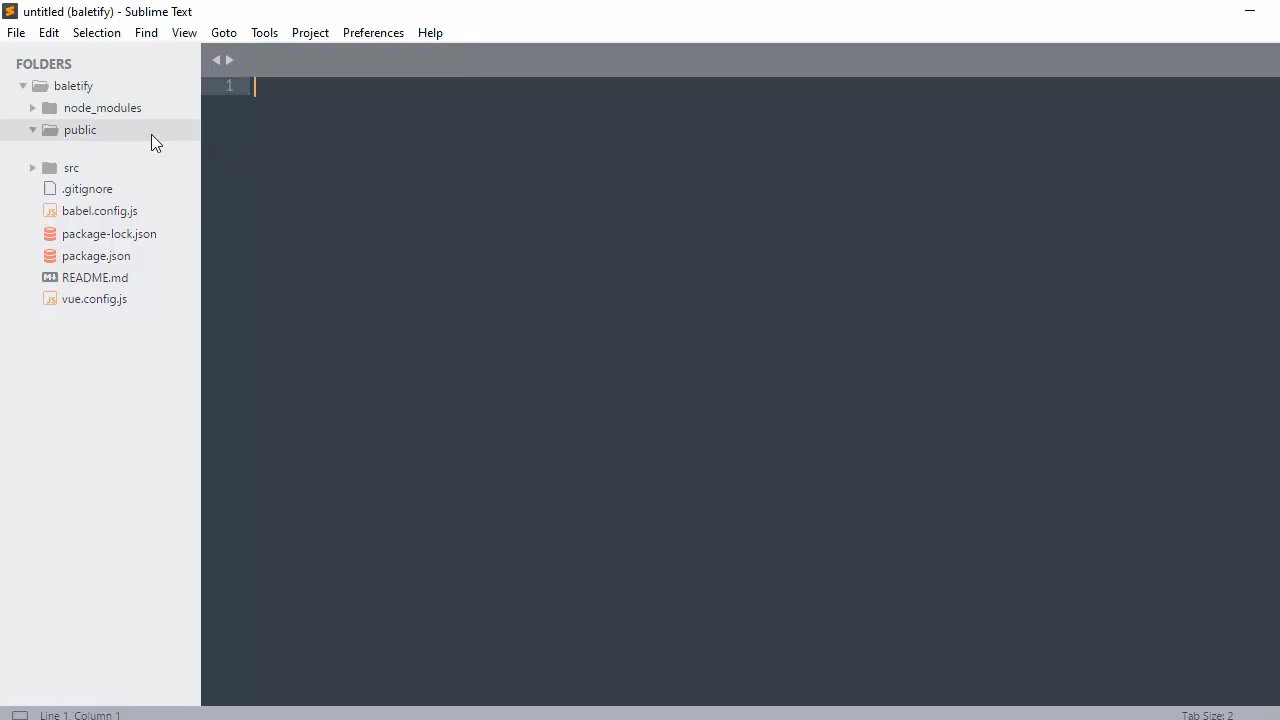 untitled (baletify) - Sublime Text
File Edit Selection Find View Goto Tools Project Preferences Help
FOLDERS
baletify
node_modules
public
src
.gitignore
babel.config.js
package-lock.json
package.json
README.md
vue.config.js
1
Line 1, Column 1
Tab Size: 2